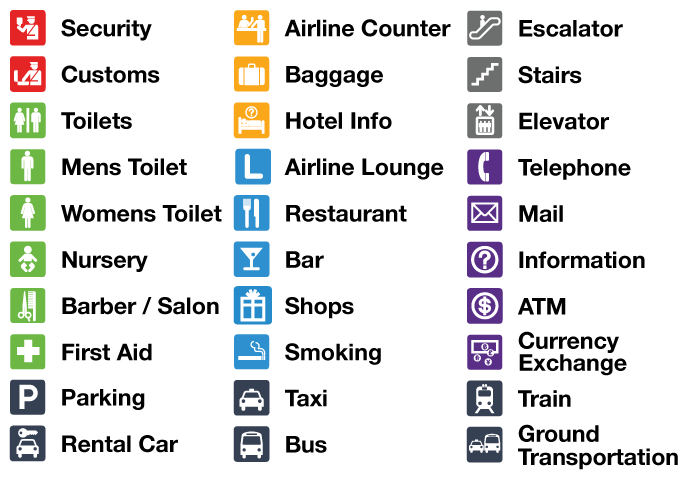 Security
Customs
Toilets
Mens Toilet
Womens Toilet
Nursery
Barber / Salon
First Aid
P Parking
Rental Car
Airline Counter
Baggage
? Hotel Info
L Airline Lounge
Restaurant
Bar
Shops
Smoking
Taxi
Bus
Escalator
Stairs
Elevator
Telephone
Mail
? Information
$ ATM
Currency
Exchange
Train
Ground
Transportation